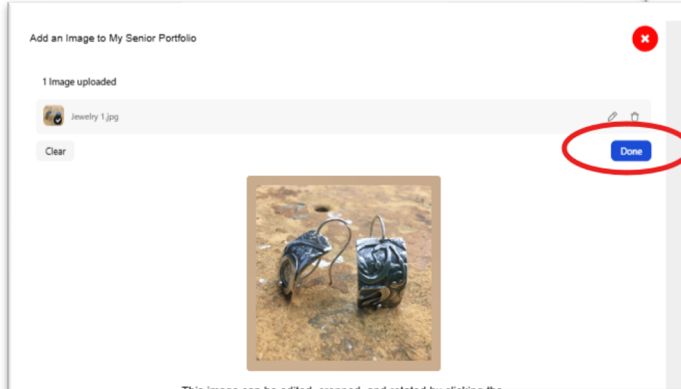 Add an Image to My Senior Portfolio
1 Image uploaded
Jewelry 1.jpg
Clear
Done
This image can be edited, cropped, and rotated by clicking the